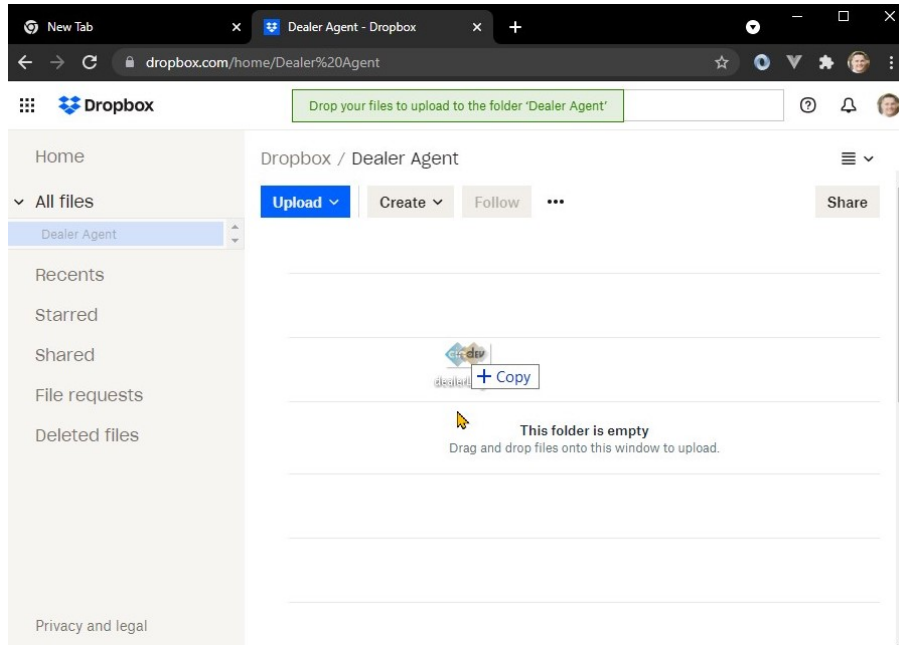 New Tab
Dealer Agent - Dropbox
dropbox.com/home/Dealer%20Agent
Dropbox
Drop your files to upload to the folder 'Dealer Agent'
Home
Dropbox / Dealer Agent
All files
Upload
Create
Follow
Share
Dealer Agent
Recents
Starred
Shared
+ Copy
File requests
Deleted files
This folder is empty
Drag and drop files onto this window to upload.
Privacy and legal